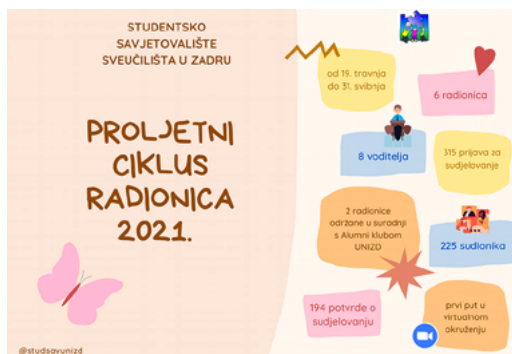 STUDENTSKO
SAVJETOVALIŠTE
SVEUČILIŠTA U ZADRU
PROLJETNI
CIKLUS
RADIONICA
2021.
@studsavunizd
od 19. travnja
do 31. svibnja
6 radionica
8 voditelja
315 prijava za
sudjelovanje
2 radionice
održane u suradnji
s Alumni klubom
UNIZD
225 sudionika
194 potvrde o
sudjelovanju
prvi put u
virtualnom
okruženju